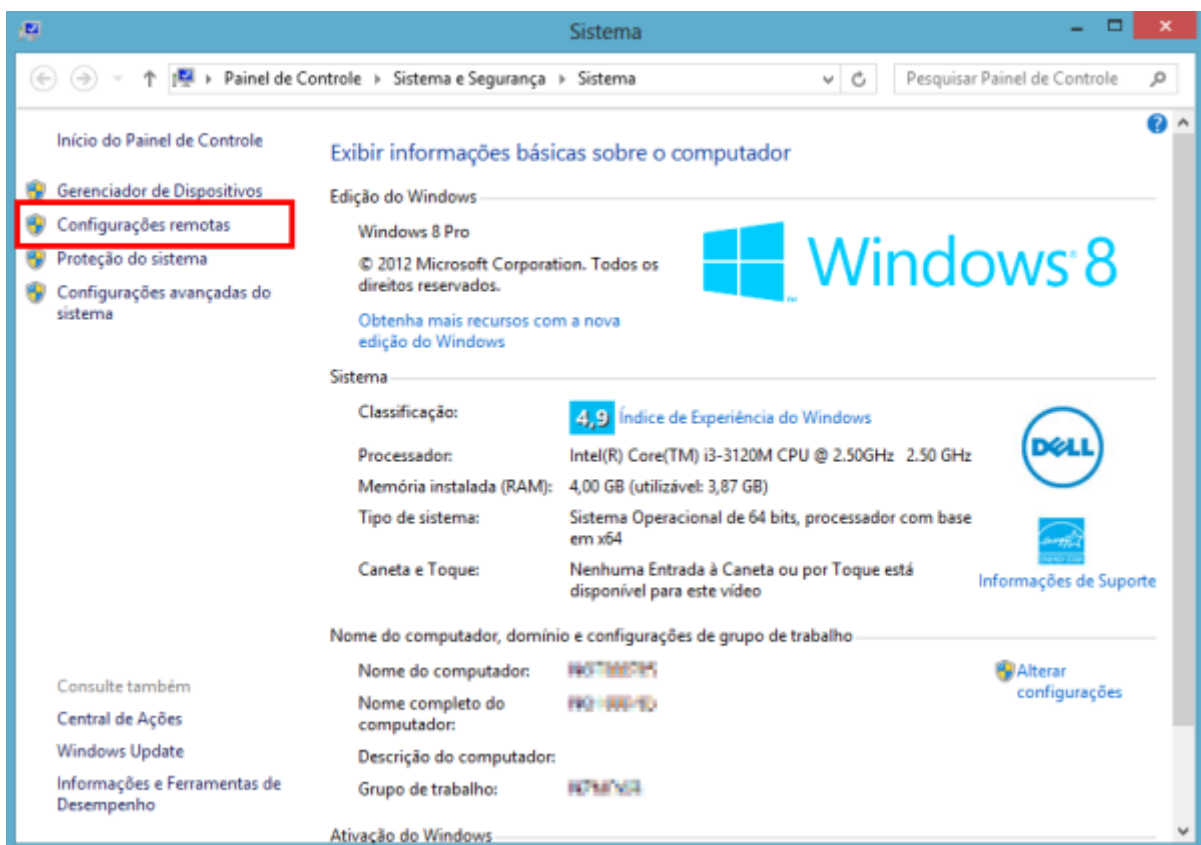 Sistema
Painel de Controle
Sistema e Segurança
Sistema
Pesquisar Painel de Controle
Início do Painel de Controle
Gerenciador de Dispositivos
Configurações remotas
Proteção do sistema
Configurações avançadas do
sistema
Consulte também
Central de Ações
Windows Update
Informações e Ferramentas de
Desempenho
Exibir informações básicas sobre o computador
Edição do Windows
Windows 8 Pro
© 2012 Microsoft Corporation. Todos os
direitos reservados.
Obtenha mais recursos com a nova
edição do Windows
Windows 8
Sistema
Classificação: 4,9 Índice de Experiência do Windows
Processador: Intel(R) Core(TM) i3-3120M CPU @ 2.50GHz 2.50 GHz
Memória instalada (RAM): 4,00 GB (utilizável: 3,87 GB)
Tipo de sistema: Sistema Operacional de 64 bits, processador com base
em x64
Caneta e Toque: Nenhuma Entrada à Caneta ou por Toque está
disponível para este vídeo
DELL
Informações de Suporte
Nome do computador, domínio e configurações de grupo de trabalho
Nome do computador:
Nome completo do
computador:
Descrição do computador:
Grupo de trabalho:
Alterar
configurações
Ativação do Windows